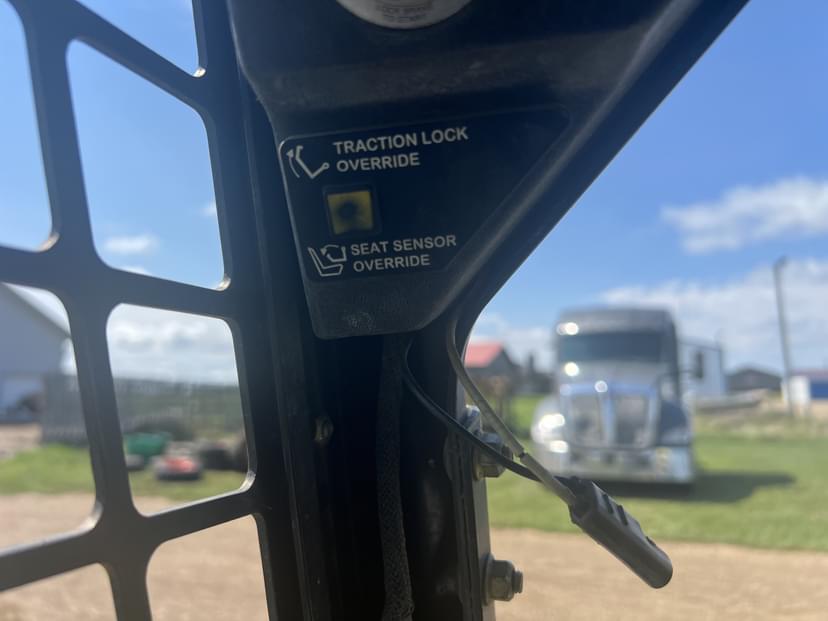 TRACTION LOCK
OVERRIDE
SEAT SENSOR
OVERRIDE